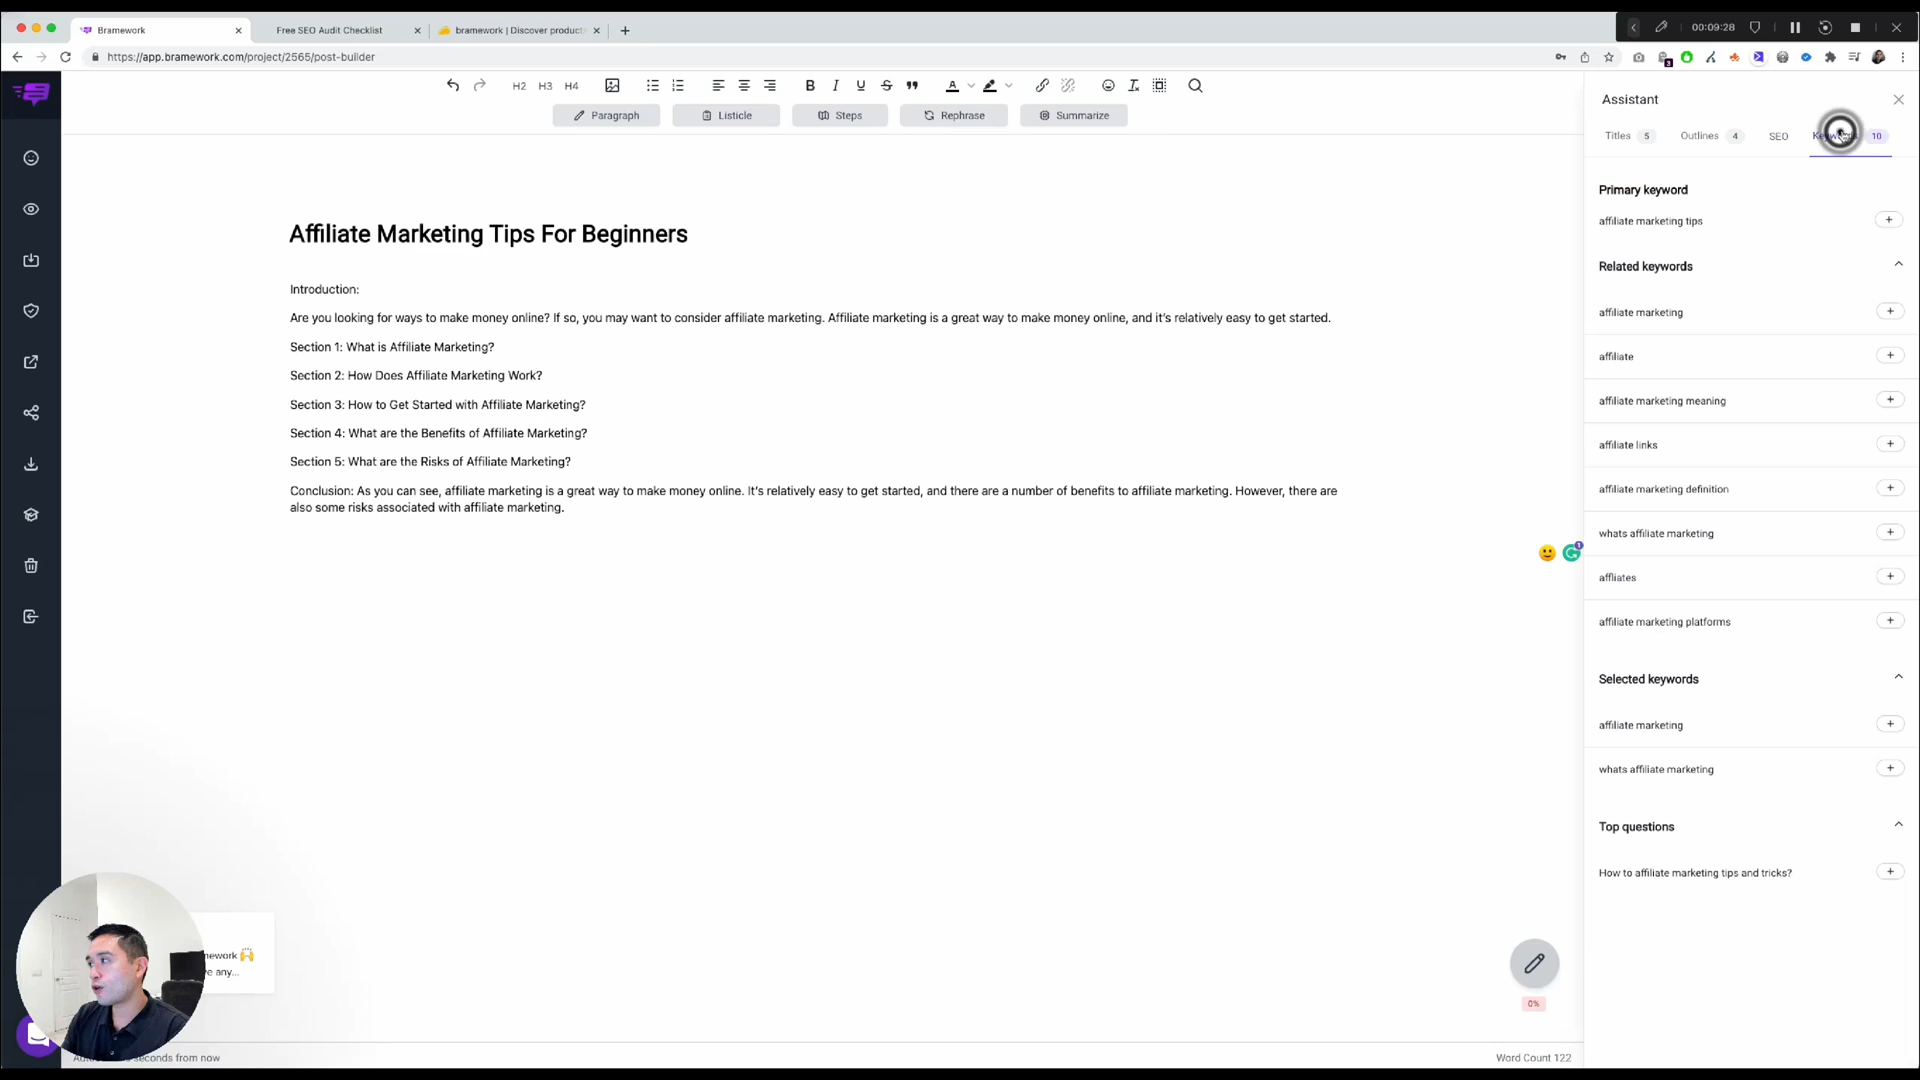 Bramework
Free SEO Audit Checklist
bramework | Discover product
00:09:28
https://app.bramework.com/project/2565/post-builder
3
H2 H3 H4
B I U S A
Paragraph
Listicle
Steps
Rephrase
Summarize
Affiliate Marketing Tips For Beginners
Introduction:
Are you looking for ways to make money online? If so, you may want to consider affiliate marketing. Affiliate marketing is a great way to make money online, and it's relatively easy to get started.
Section 1: What is Affiliate Marketing?
Section 2: How Does Affiliate Marketing Work?
Section 3: How to Get Started with Affiliate Marketing?
Section 4: What are the Benefits of Affiliate Marketing?
Section 5: What are the Risks of Affiliate Marketing?
Conclusion: As you can see, affiliate marketing is a great way to make money online. It's relatively easy to get started, and there are a number of benefits to affiliate marketing. However, there are
also some risks associated with affiliate marketing.
1
0%
seconds from now
Word Count 122
Assistant
Titles 5
Outlines 4
SEO
10
Primary keyword
affiliate marketing tips
Related keywords
affiliate marketing
affiliate
affiliate marketing meaning
affiliate links
affiliate marketing definition
whats affiliate marketing
affliates
affiliate marketing platforms
Selected keywords
affiliate marketing
whats affiliate marketing
Top questions
How to affiliate marketing tips and tricks?